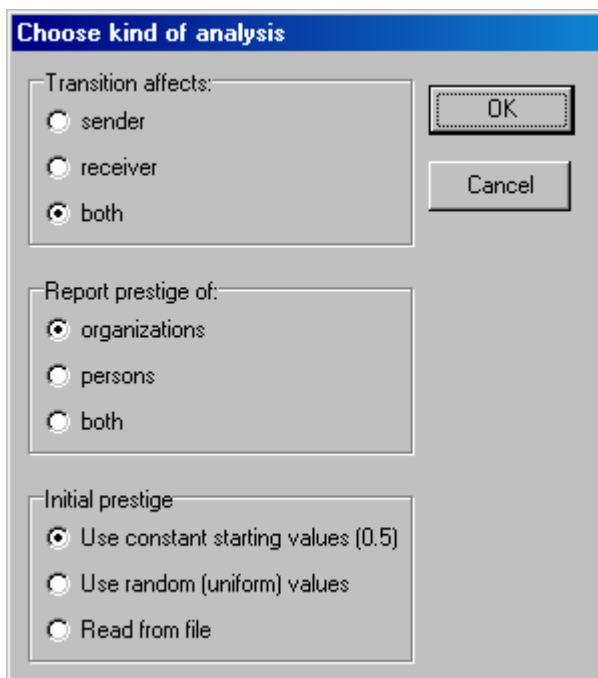 Choose kind of analysis
Transition affects:
sender
receiver
both
OK
Cancel
Report prestige of:
organizations
persons
both
Initial prestige
Use constant starting values (0.5)
Use random (uniform) values
Read from file